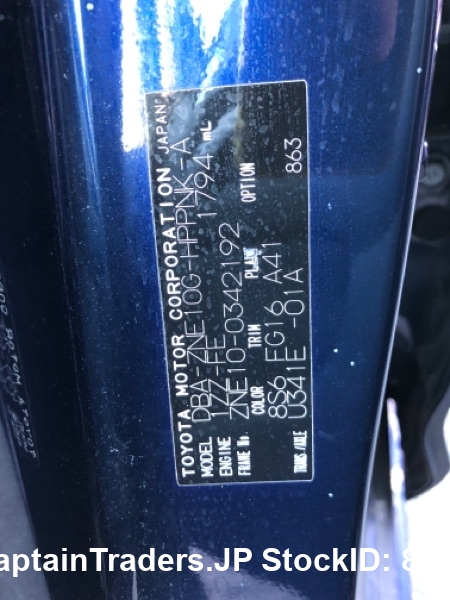 TOYOTA MOTOR CORPORATION JAPAN
MODEL DBA-ZNE10G-HPPNK-A
ENGINE 1ZZ-FE 1794 mL
FRAME No. ZNE10-0342192
COLOR TRIM PLANT OPTION
8S6 FG16 A41 863
TRANS/AXLE U341E -01A
aptainTraders.JP StockID: 8